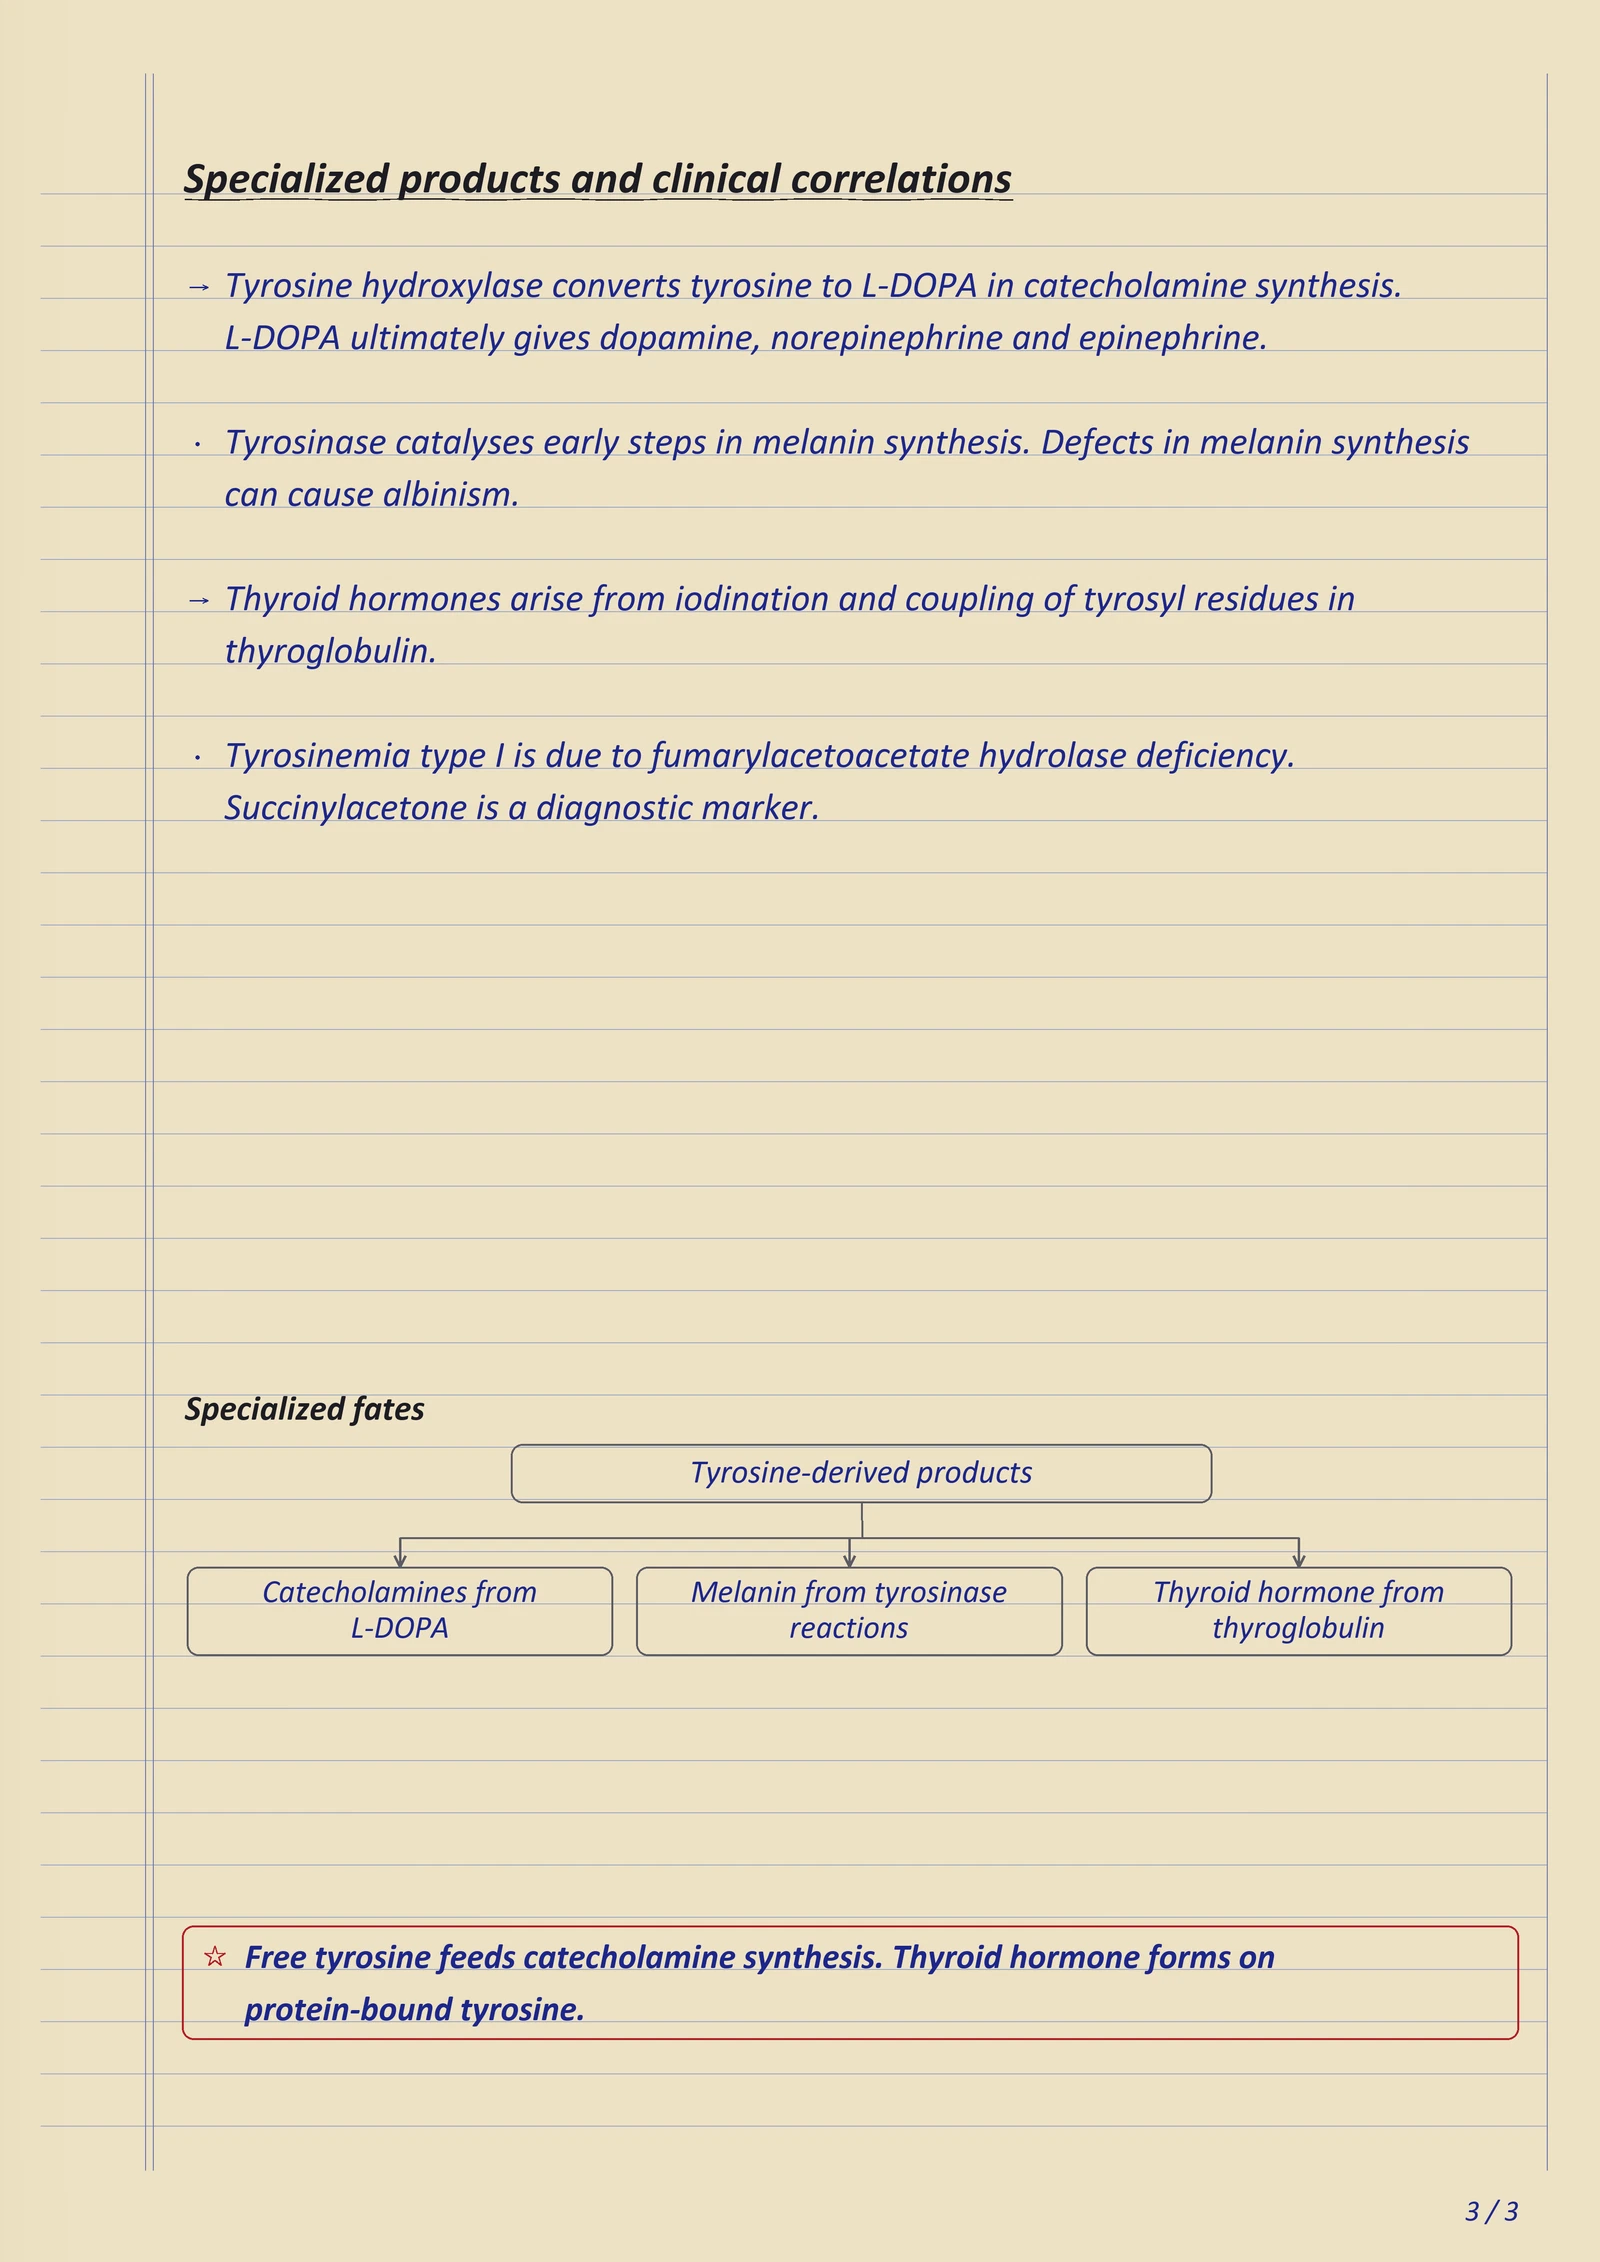 Specialized products and clinical correlations
→ Tyrosine hydroxylase converts tyrosine to L-DOPA in catecholamine synthesis.
L-DOPA ultimately gives dopamine, norepinephrine and epinephrine.
· Tyrosinase catalyses early steps in melanin synthesis. Defects in melanin synthesis
can cause albinism.
→ Thyroid hormones arise from iodination and coupling of tyrosyl residues in
thyroglobulin.
· Tyrosinemia type I is due to fumarylacetoacetate hydrolase deficiency.
Succinylacetone is a diagnostic marker.
Specialized fates
Tyrosine-derived products
Catecholamines from
L-DOPA
Melanin from tyrosinase
reactions
Thyroid hormone from
thyroglobulin
☆ Free tyrosine feeds catecholamine synthesis. Thyroid hormone forms on
protein-bound tyrosine.
3 / 3